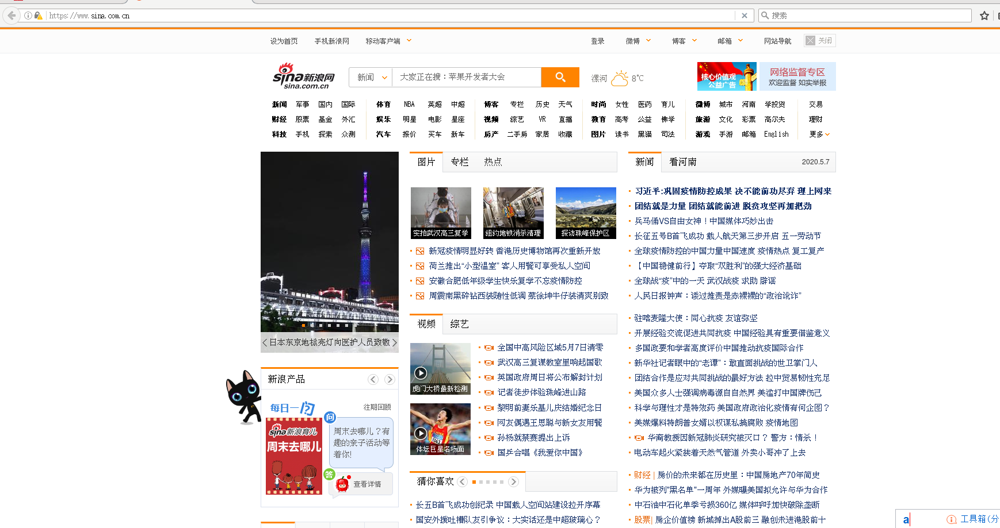 https://www.sina.com.cn
搜索
设为首页 手机新浪网 移动客户端
登录 微博 博客 邮箱 网站导航 关闭
sina新浪网
sina.com.cn
新闻 大家正在搜：苹果开发者大会
漯河 8℃
核心价值观
公益广告
网络监督专区
欢迎监督 如实举报
新闻 军事 国内 国际 体育 NBA 英超 中超 博客 专栏 历史 天气 时尚 女性 医药 育儿 微博 城市 河南 学投资 交易
财经 股票 基金 外汇 娱乐 明星 电影 星座 视频 综艺 VR 直播 教育 高考 公益 佛学 旅游 文化 彩票 高尔夫 理财
科技 手机 探索 众测 汽车 报价 买车 新车 房产 二手房 家居 收藏 图片 读书 黑猫 司法 游戏 手游 邮箱 English 更多
日本东京地标亮灯向医护人员致敬
新浪产品
每日一问 往期回顾
sina新浪育儿
周末去哪儿
问
周末去哪儿？有
趣的亲子活动等
着你!
答
查看详情
图片 专栏 热点
实拍武汉高三复学 纽约地铁消杀清理 探访珠峰保护区
新冠疫情明显好转 香港历史博物馆再次重新开放
荷兰推出“小型温室” 客人用餐可享受私人空间
安徽合肥低年级学生快乐复学不忘疫情防控
周震南黑碎钻西装随性低调 蔡徐坤牛仔装清爽别致
视频 综艺
虎门大桥最新检测
1363
体坛巨星名场面
全国中高风险区域5月7日清零
武汉高三复课教室里响起国歌
英国政府周日将公布解封计划
记者徒步体验珠峰进山路
黎明前妻乐基儿庆结婚纪念日
网友偶遇王思聪与新女友用餐
孙杨就禁赛提出上诉
国乒合唱《我爱你中国》
猜你喜欢
长五B首飞成功创纪录 中国载人空间站建设拉开序幕
国安外援吐槽队友引争议：大实话还是中超玻璃心？
新闻 看河南 2020.5.7
习近平:巩固疫情防控成果 决不能前功尽弃 理上网来
团结就是力量 团结就能前进 脱贫攻坚再加把劲
兵马俑VS自由女神！中国媒体巧妙出击
长征五号B首飞成功 载人航天第三步开启 五一劳动节
全球疫情防控的中国力量中国速度 疫情热点 复工复产
【中国稳健前行】夺取“双胜利”的强大经济基础
全球战“疫”中的一天 武汉战疫 求助 辟谣
人民日报钟声：诿过推责是赤裸裸的“政治讹诈”
驻喀麦隆大使：同心抗疫 友谊弥坚
开展经验交流促进共同抗疫 中国经验具有重要借鉴意义
多国政要和学者高度评价中国推动抗疫国际合作
新华社记者眼中的“老谭”：敢直面挑战的世卫掌门人
团结合作是应对共同挑战的最好方法 拉中贸易韧性充足
美国众多人士强调病毒源自自然界 美滥打中国牌伤己
科学与理性才是特效药 美国政府政治化疫情有何企图？
美媒爆料特朗普女婿以权谋私搞腐败 疫情地图
华裔教授因新冠肺炎研究被灭口？ 警方：情杀！
电动车起火紧挨着天然气管道 外卖小哥冲了上去
财经 | 房价的未来都在历史里：中国房地产70年简史
华为被列"黑名单"一周年 外媒曝美国拟允许与华为合作
中石油中石化单季亏损360亿 媒体呼吁加快破除垄断
股票| 房企价值榜 新城掉出A股前三 融创未进港股前十
a 工具箱(分